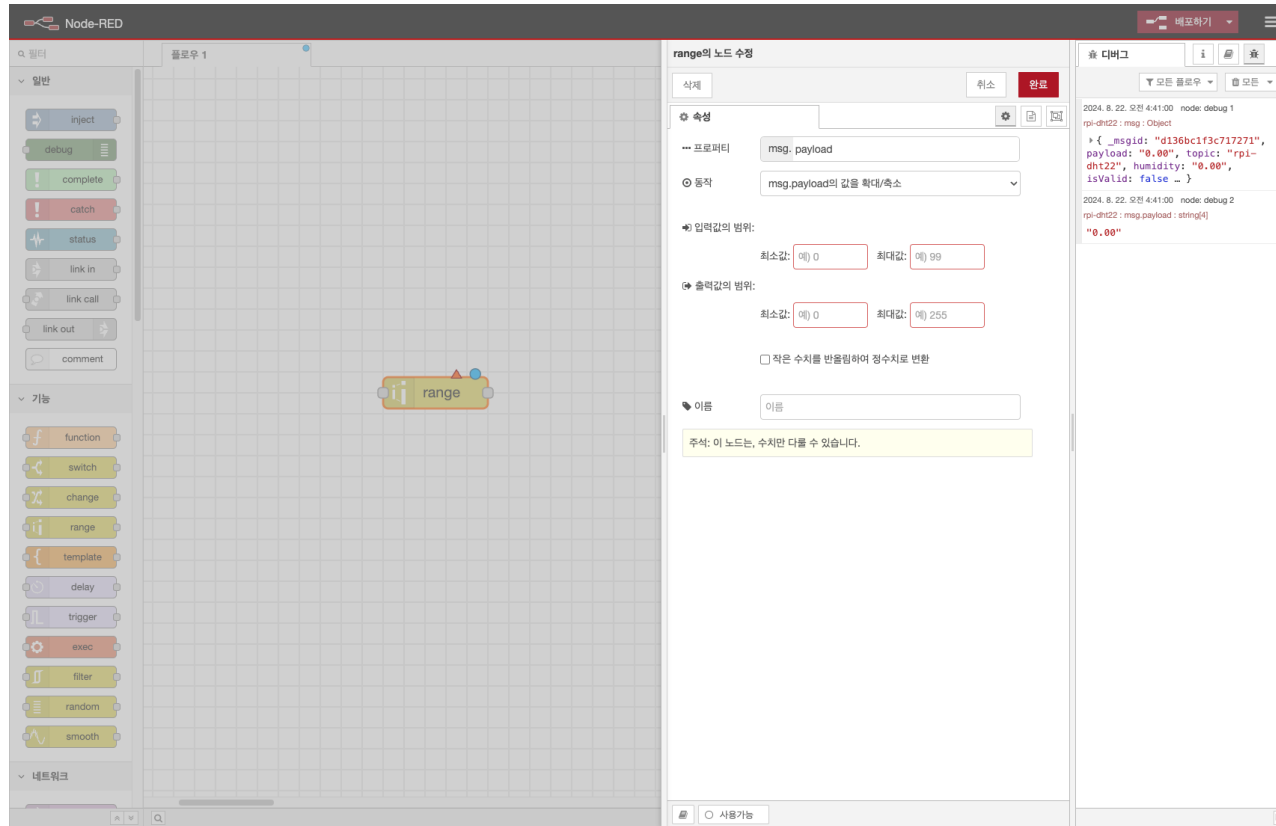 Node-RED
배포하기
필터
플로우 1
range의 노드 수정
디버그
i
일반
삭제
취소
완료
모든 플로우
모든
inject
debug
complete
catch
status
link in
link call
link out
comment
속성
프로퍼티
msg. payload
동작
msg.payload의 값을 확대/축소
입력값의 범위:
최소값: 예) 0 최대값: 예) 99
출력값의 범위:
최소값: 예) 0 최대값: 예) 255
작은 수치를 반올림하여 정수치로 변환
이름
이름
주석: 이 노드는, 수치만 다룰 수 있습니다.
2024. 8. 22. 오전 4:41:00 node: debug 1
rpi-dht22 : msg : Object
{ _msgid: "d136bc1f3c717271",
payload: "0.00", topic: "rpi-
dht22", humidity: "0.00",
isValid: false … }
2024. 8. 22. 오전 4:41:00 node: debug 2
rpi-dht22 : msg.payload : string[4]
"0.00"
range
기능
function
switch
change
range
template
delay
trigger
exec
filter
random
smooth
네트워크
사용가능